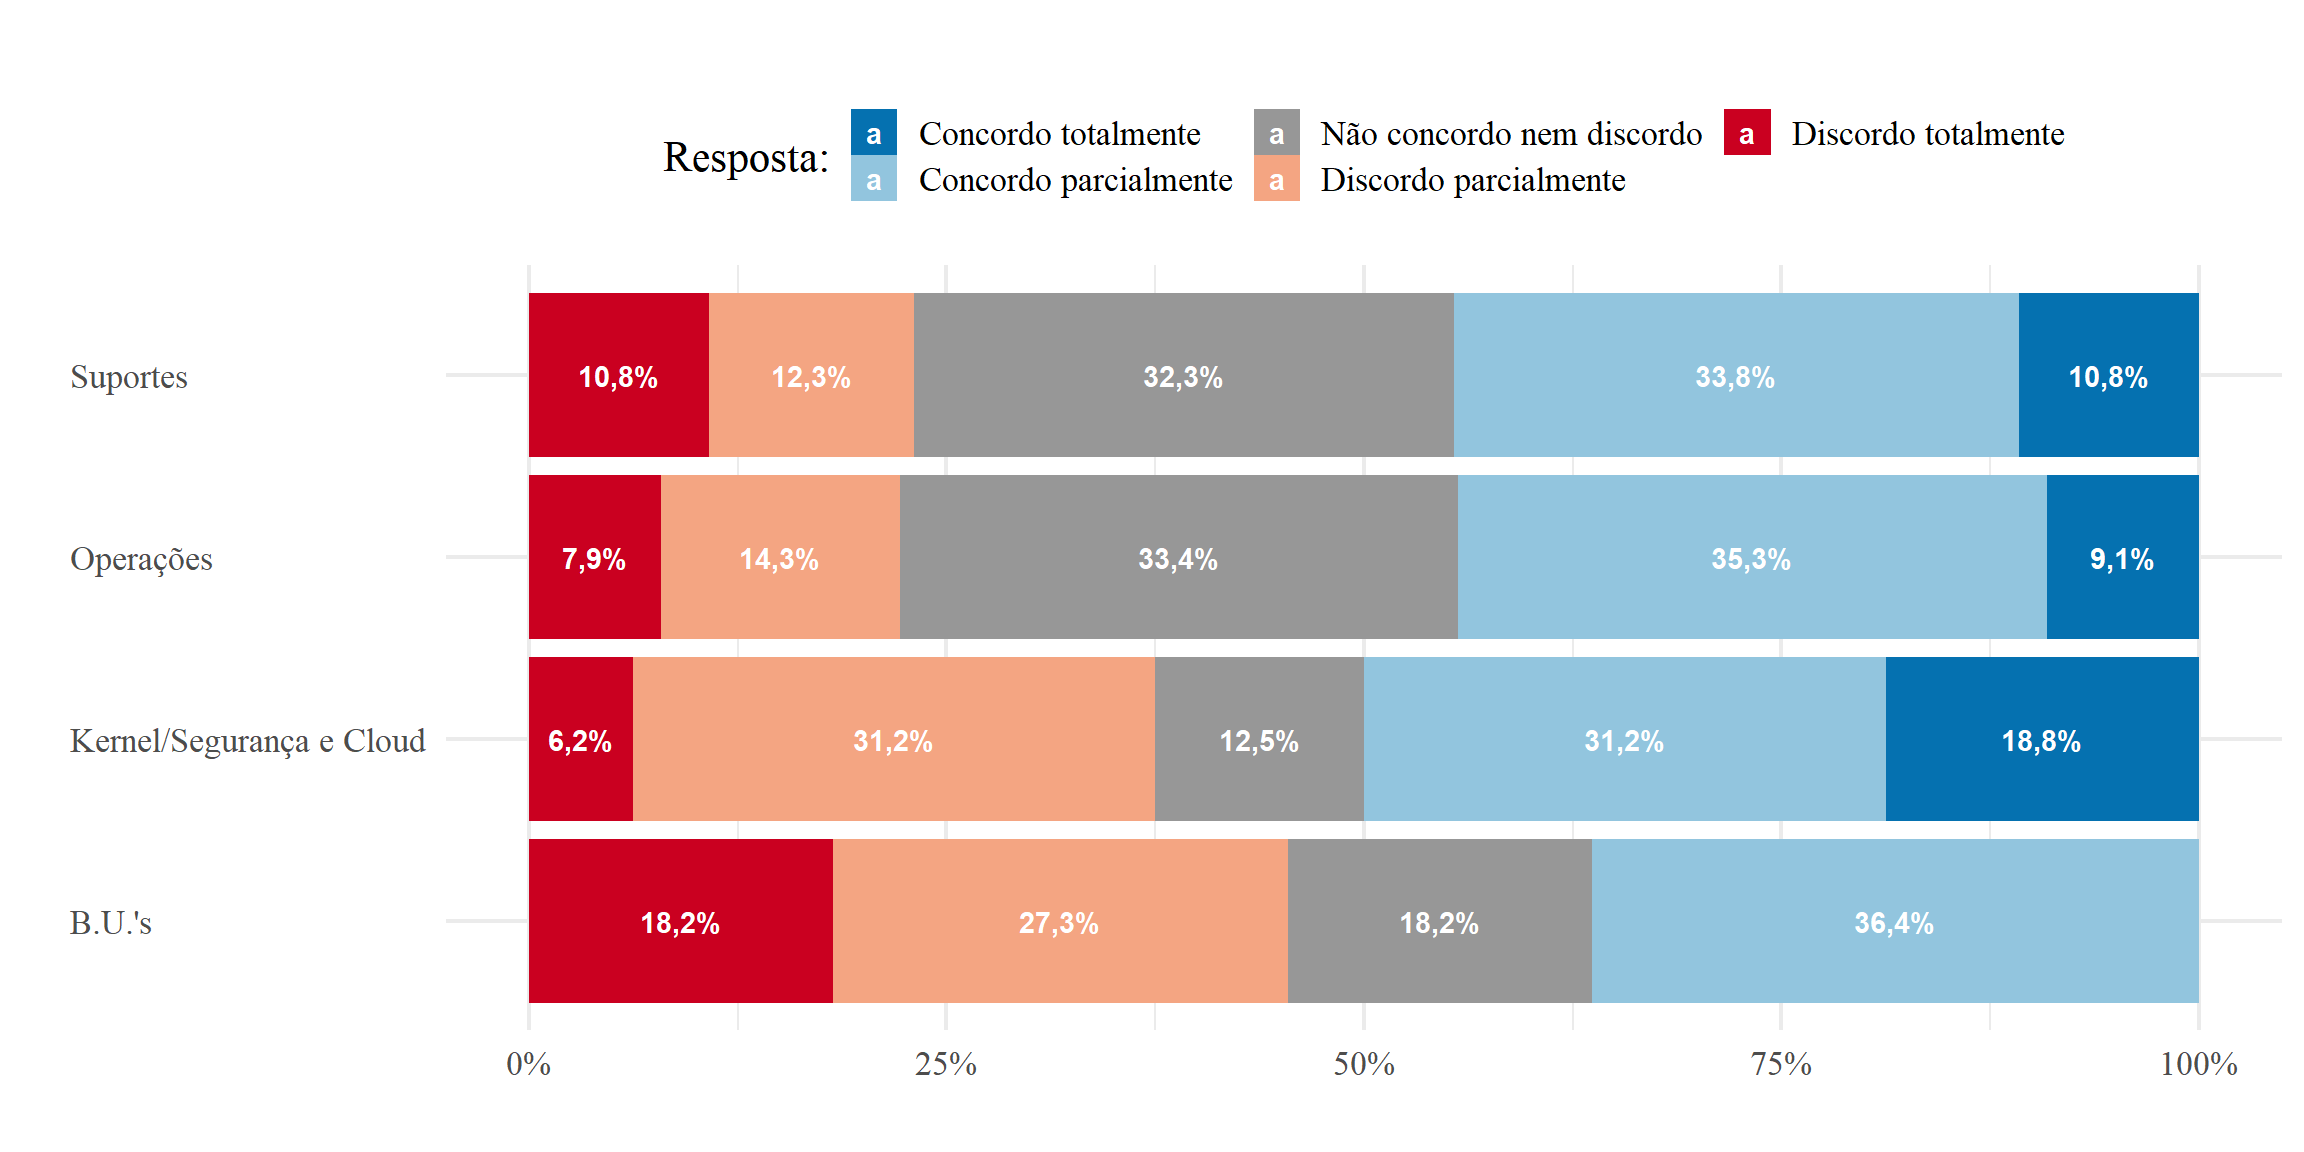 Resposta:
a Concordo totalmente
a Não concordo nem discordo
a Discordo totalmente
a Concordo parcialmente
a Discordo parcialmente
Suportes
10,8% 12,3% 32,3% 33,8% 10,8%
Operações
7,9% 14,3% 33,4% 35,3% 9,1%
Kernel/Segurança e Cloud
6,2% 31,2% 12,5% 31,2% 18,8%
B.U.'s
18,2% 27,3% 18,2% 36,4%
0% 25% 50% 75% 100%